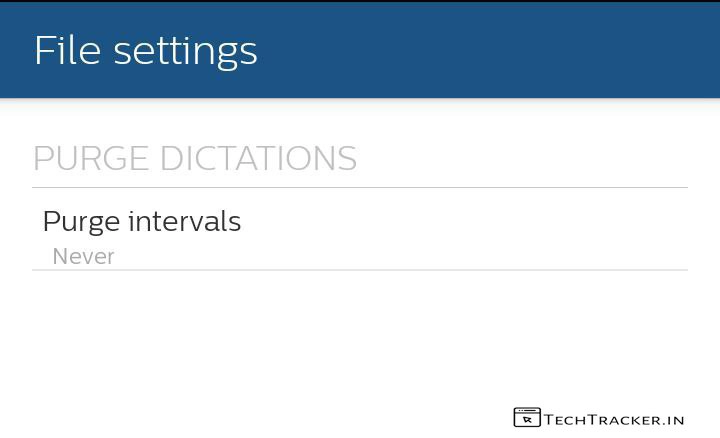 File settings
PURGE DICTATIONS
Purge intervals
Never
TECHTRACKER.IN